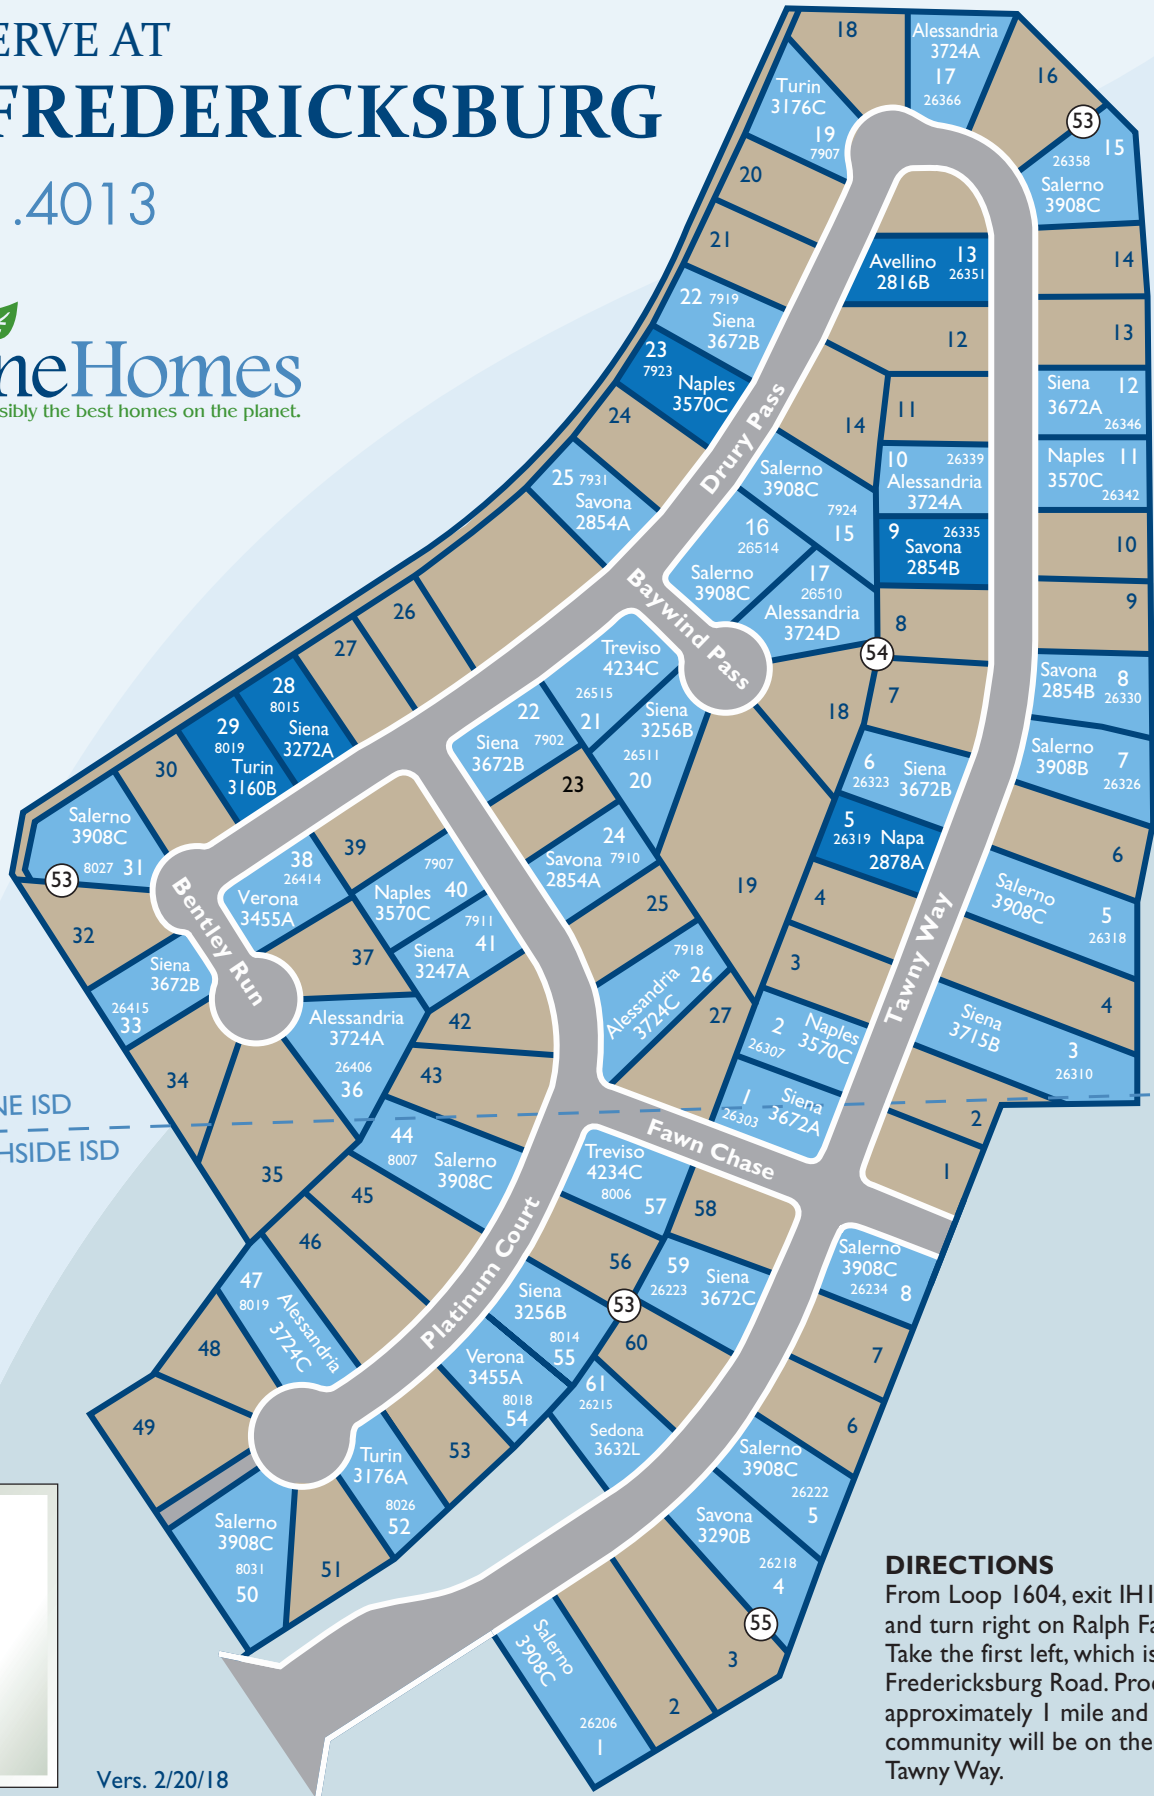 ERVE AT
FREDERICKSBURG
.4013
neHomes
sibly the best homes on the planet.
18
Alessandria
3724A
17
26366
16
53
15
26358
Salerno
3908C
Turin
3176C
19
7907
20
21
14
13
Avellino
2816B
13
26351
12
22 7919
Siena
3672B
23
7923
Naples
3570C
24
25 7931
Savona
2854A
Drury Pass
14
11
Siena
3672A
12
26346
Naples
3570C
11
26342
10
9
Salerno
3908C
7924
15
10
26339
Alessandria
3724A
9
26335
Savona
2854B
16
26514
Salerno
3908C
17
26510
Alessandria
3724D
8
54
7
18
Baywind Pass
26
27
28
8015
Siena
3272A
29
8019
Turin
3160B
30
Salerno
3908C
8027 31
53
32
Treviso
4234C
26515
21
Siena
3256B
26511
20
22
Siena
3672B
7902
23
24
Savona
2854A
7910
25
Savona
2854B
8
26330
Salerno
3908B
7
26326
6
6
26323
Siena
3672B
5
26319
Napa
2878A
4
3
19
39
38
26414
Verona
3455A
7907
Naples
3570C
40
7911
Siena
3247A
41
37
42
43
Bentley Run
Siena
3672B
26415
33
34
35
Alessandria
3724A
26406
36
7918
26
Alessandria
3724C
27
Tawny Way
Salerno
3908C
5
26318
4
Siena
3715B
3
26310
2
1
2
26307
Naples
3570C
1
26303
Siena
3672A
NE ISD
HSIDE ISD
Fawn Chase
44
8007
Salerno
3908C
45
46
47
8019
Alessandria
3724C
48
49
Platinum Court
Treviso
4234C
8006
57
58
56
59
26223
Siena
3672C
53
60
Siena
3256B
8014
55
Verona
3455A
8018
54
61
26215
Sedona
3632L
53
Turin
3176A
8026
52
51
Salerno
3908C
8031
50
Salerno
3908C
26234 8
7
6
Salerno
3908C
26222
5
Savona
3290B
26218
4
55
3
2
Salerno
3908C
26206
1
DIRECTIONS
From Loop 1604, exit IH1
and turn right on Ralph Fa
Take the first left, which is
Fredericksburg Road. Proc
approximately 1 mile and
community will be on the
Tawny Way.
Vers. 2/20/18